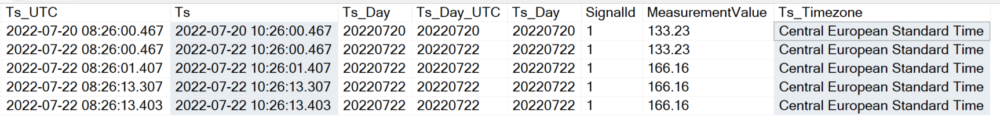 Ts_UTC Ts Ts_Day Ts_Day_UTC Ts_Day SignalId MeasurementValue Ts_Timezone
2022-07-20 08:26:00.467 2022-07-20 10:26:00.467 20220720 20220720 20220720 1 133.23 Central European Standard Time
2022-07-22 08:26:00.467 2022-07-22 10:26:00.467 20220722 20220722 20220722 1 133.23 Central European Standard Time
2022-07-22 08:26:01.407 2022-07-22 10:26:01.407 20220722 20220722 20220722 1 166.16 Central European Standard Time
2022-07-22 08:26:13.307 2022-07-22 10:26:13.307 20220722 20220722 20220722 1 166.16 Central European Standard Time
2022-07-22 08:26:13.403 2022-07-22 10:26:13.403 20220722 20220722 20220722 1 166.16 Central European Standard Time